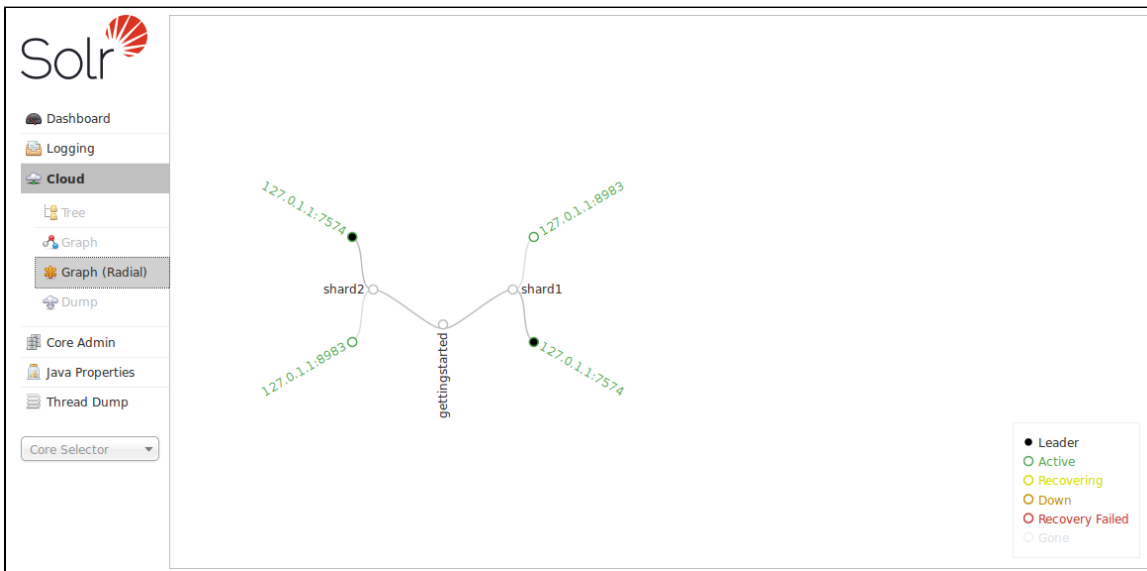 Solr
Dashboard
Logging
Cloud
Tree
Graph
Graph (Radial)
Dump
Core Admin
Java Properties
Thread Dump
Core Selector
127.0.1.1:7574
127.0.1.1:8983
shard2
shard1
127.0.1.1:8983
127.0.1.1:7574
gettingstarted
Leader
Active
Recovering
Down
Recovery Failed
Gone